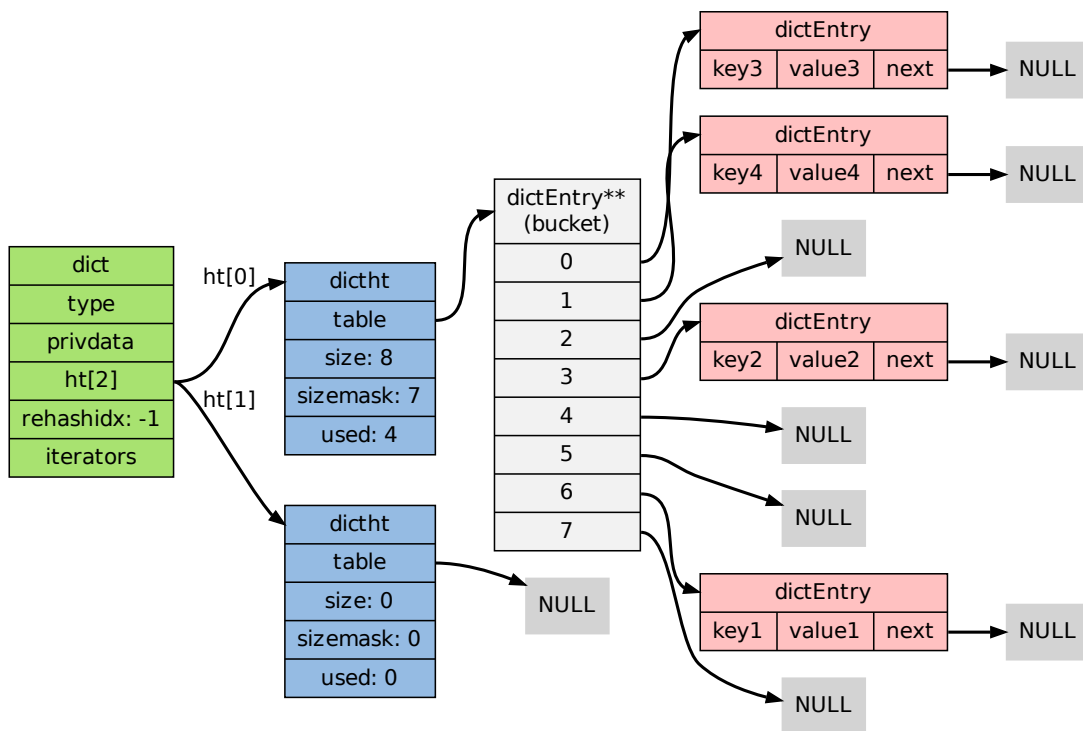 dict
type
privdata
ht[2]
rehashidx: -1
iterators
ht[0]
ht[1]
dictht
table
size: 8
sizemask: 7
used: 4
dictht
table
size: 0
sizemask: 0
used: 0
NULL
dictEntry**
(bucket)
0
1
2
3
4
5
6
7
dictEntry
key3 value3 next
NULL
dictEntry
key4 value4 next
NULL
NULL
dictEntry
key2 value2 next
NULL
NULL
NULL
dictEntry
key1 value1 next
NULL
NULL